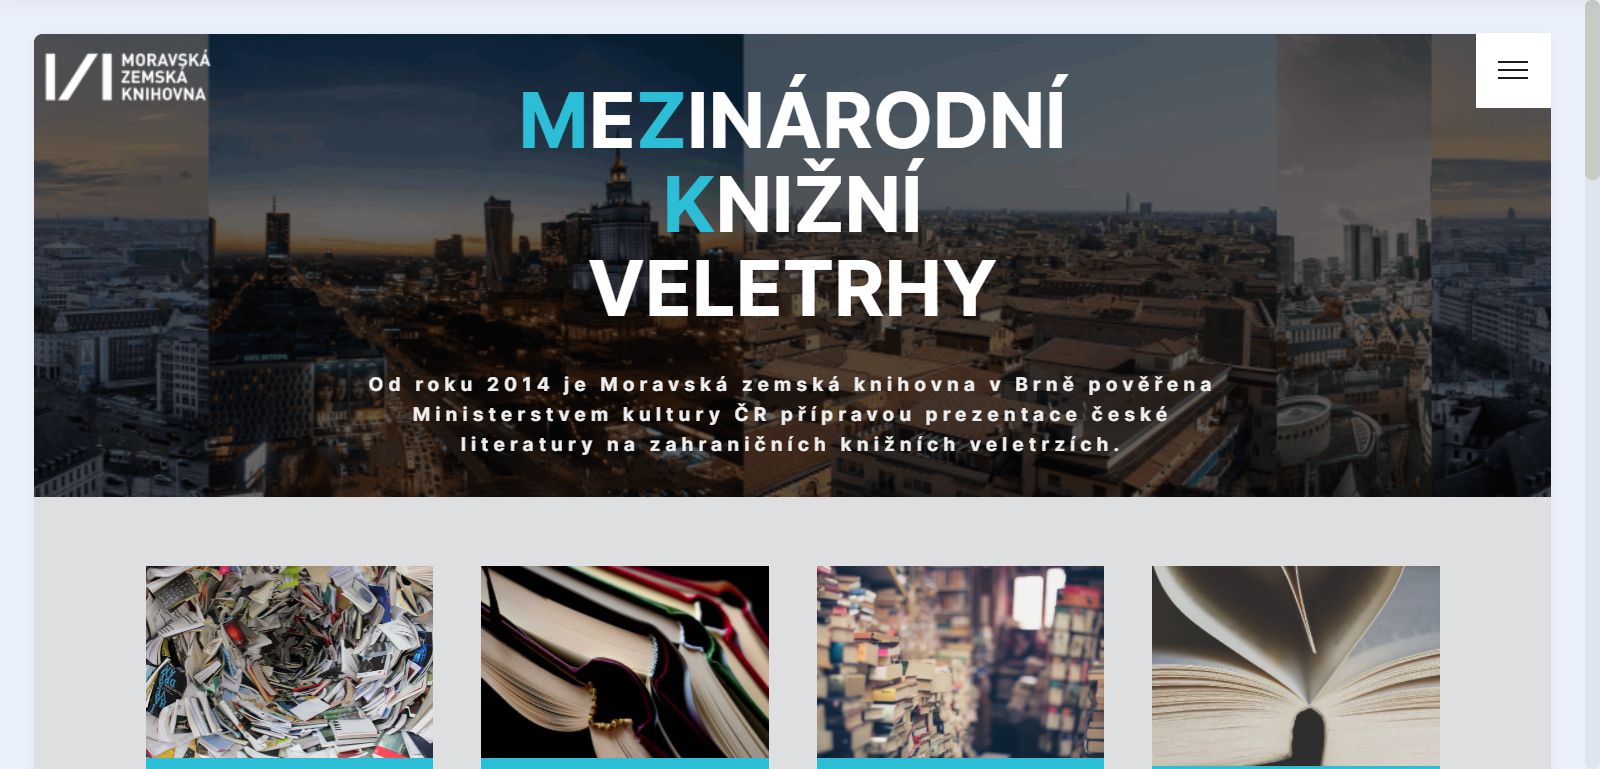 MORAVSKÁ
ZEMSKÁ
KNIHOVNA
MEZINÁRODNÍ
KNIŽNÍ
VELETRHY
Od roku 2014 je Moravská zemská knihovna v Brně pověřena
Ministerstvem kultury ČR přípravou prezentace české
literatury na zahraničních knižních veletrzích.